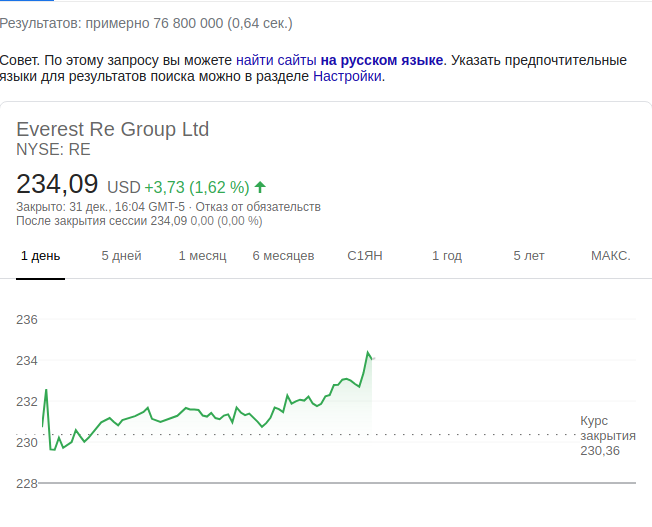 Результатов: примерно 76 800 000 (0,64 сек.)
Совет. По этому запросу вы можете найти сайты на русском языке. Указать предпочтительные
языки для результатов поиска можно в разделе Настройки.
Everest Re Group Ltd
NYSE: RE
234,09 USD +3,73 (1,62 %)
Закрыто: 31 дек., 16:04 GMT-5 · Отказ от обязательств
После закрытия сессии 234,09 0,00 (0,00 %)
1 день 5 дней 1 месяц 6 месяцев С1ЯН 1 год 5 лет МАКС.
236
234
232
230
228
Курс
закрытия
230,36